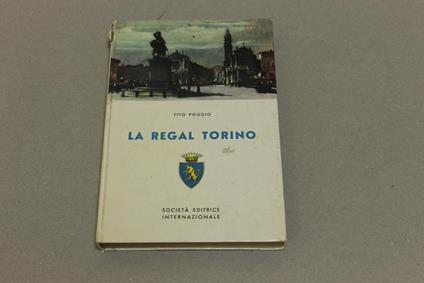 TITO POGGIO
LA REGAL TORINO
SOCIETÀ EDITRICE
INTERNAZIONALE